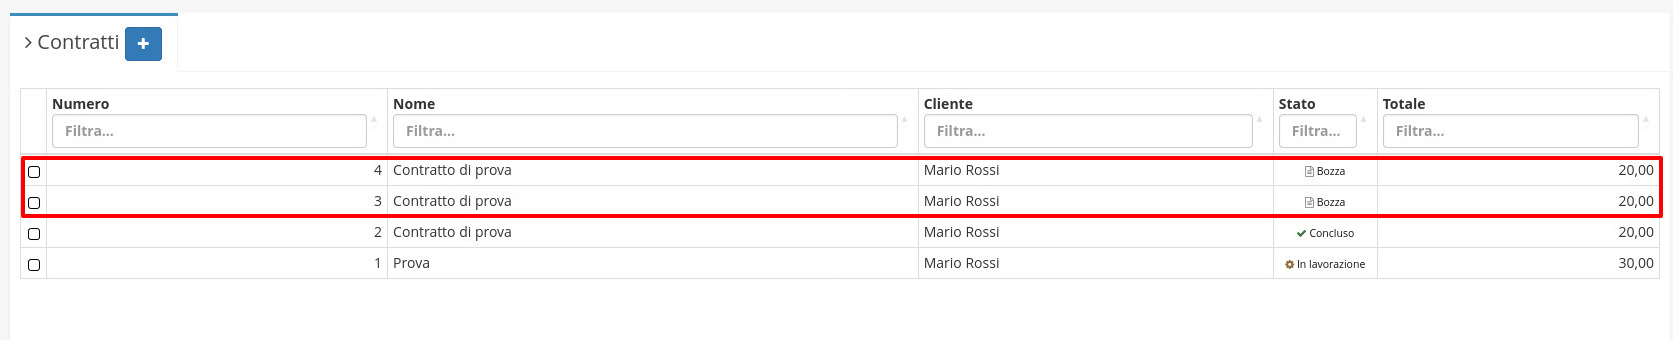 Contratti +
Numero Nome Cliente Stato Totale
Filtra... Filtra... Filtra... Filtra... Filtra...
4 Contratto di prova Mario Rossi Bozza 20,00
3 Contratto di prova Mario Rossi Bozza 20,00
2 Contratto di prova Mario Rossi Concluso 20,00
1 Prova Mario Rossi In lavorazione 30,00